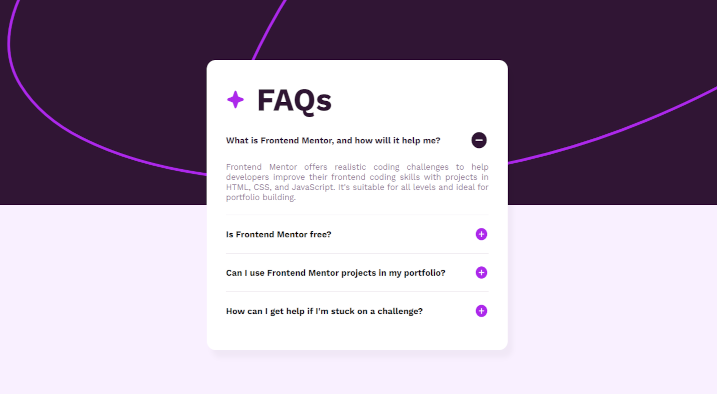 FAQs
What is Frontend Mentor, and how will it help me?
Frontend Mentor offers realistic coding challenges to help
developers improve their frontend coding skills with projects in
HTML, CSS, and JavaScript. It's suitable for all levels and ideal for
portfolio building.
Is Frontend Mentor free?
Can I use Frontend Mentor projects in my portfolio?
How can I get help if I'm stuck on a challenge?